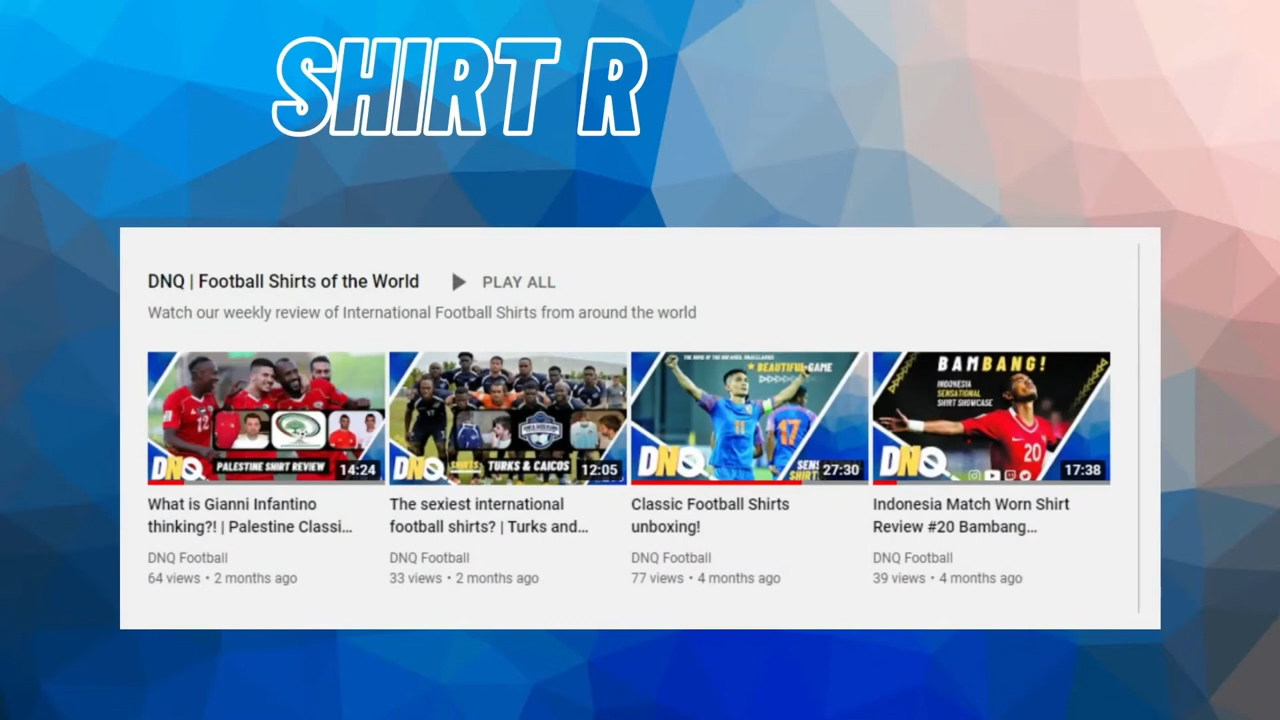 SHIRT R
DNQ | Football Shirts of the World PLAY ALL
Watch our weekly review of International Football Shirts from around the world
12
DNQ PALESTINE SHIRT REVIEW 14:24
DNQ SHIRTS: TURKS & CAICOS 12:05
BEAUTIFUL GAME
11 17
DNQ 27:30
BAMBANG!
INDONESIA
SENSATIONAL
SHIRT SHOWCASE
20
DNQ 17:38
What is Gianni Infantino
thinking?! | Palestine Classi...
DNQ Football
64 views • 2 months ago
The sexiest international
football shirts? | Turks and...
DNQ Football
33 views • 2 months ago
Classic Football Shirts
unboxing!
DNQ Football
77 views • 4 months ago
Indonesia Match Worn Shirt
Review #20 Bambang...
DNQ Football
39 views • 4 months ago